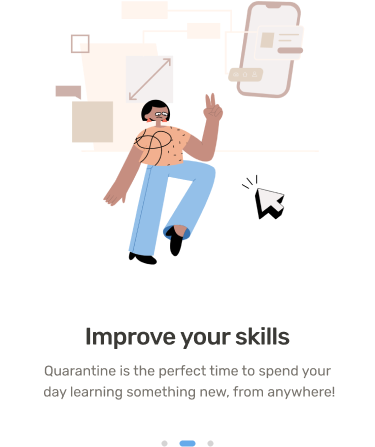 Improve your skills
Quarantine is the perfect time to spend your
day learning something new, from anywhere!